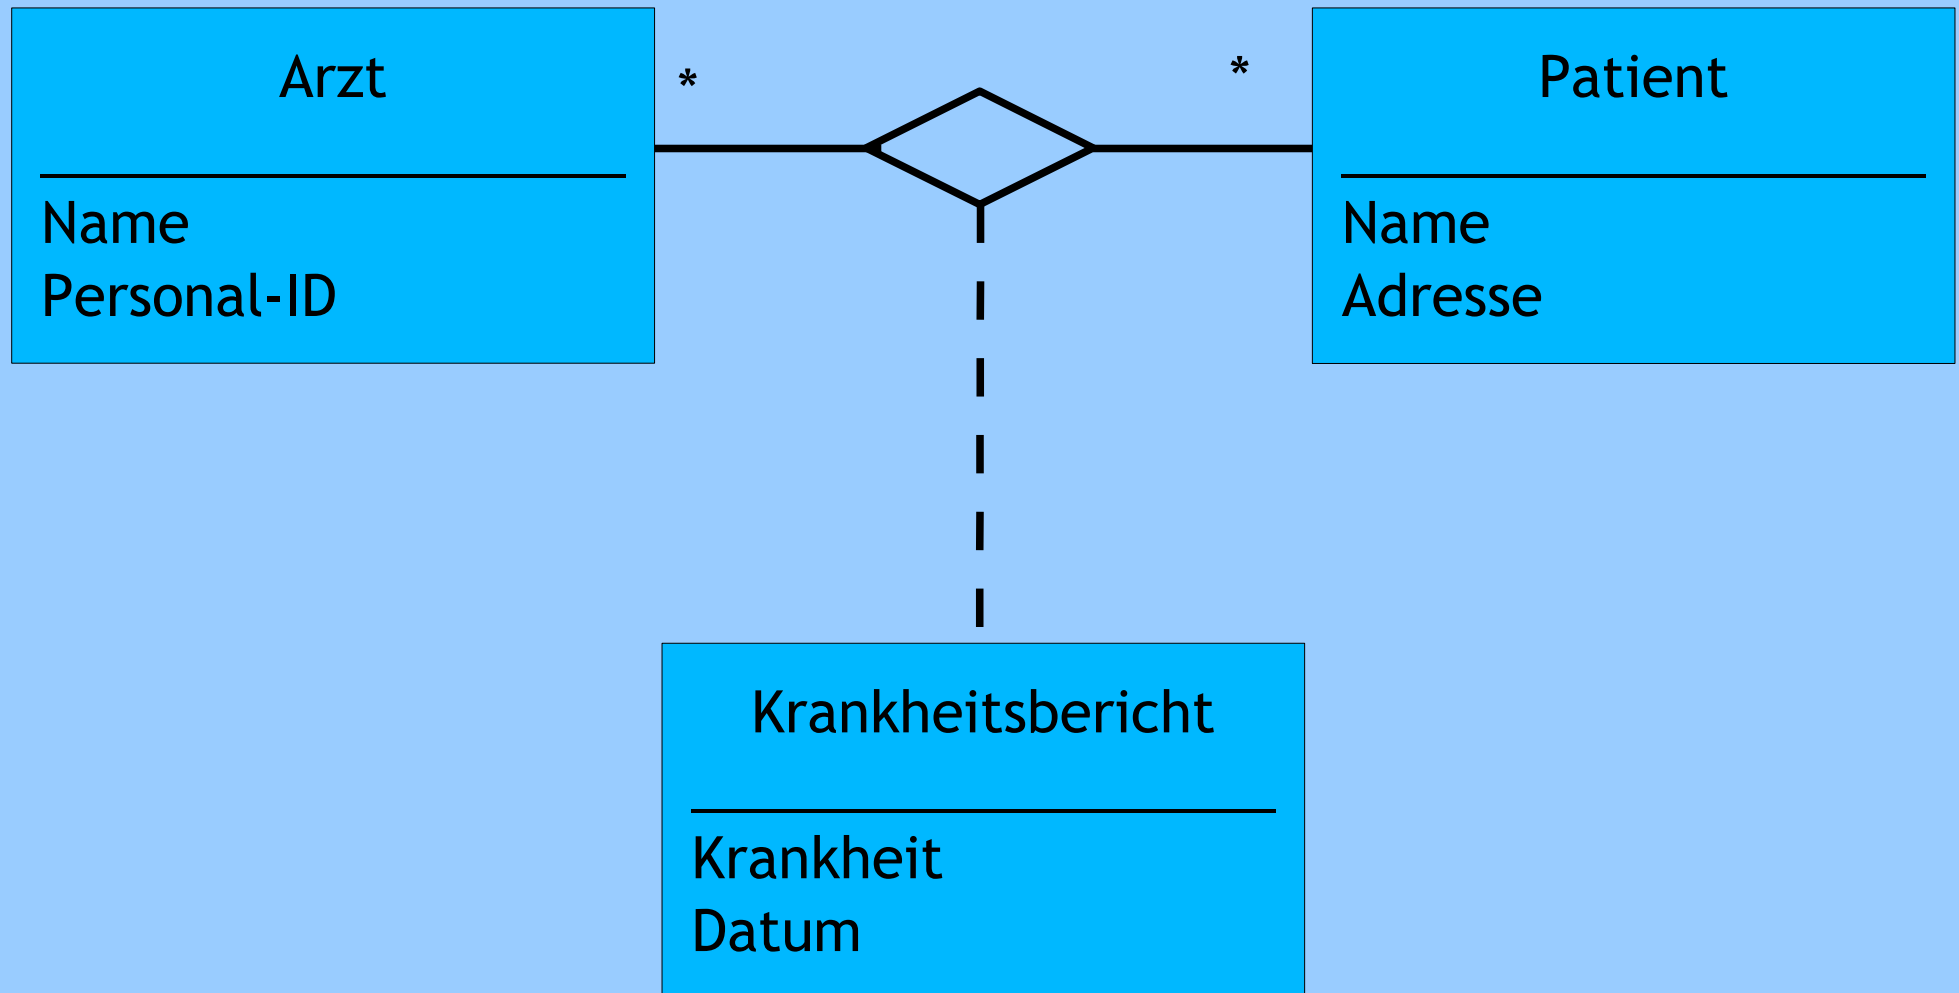 Arzt
Name
Personal-ID
*
*
Patient
Name
Adresse
Krankheitsbericht
Krankheit
Datum